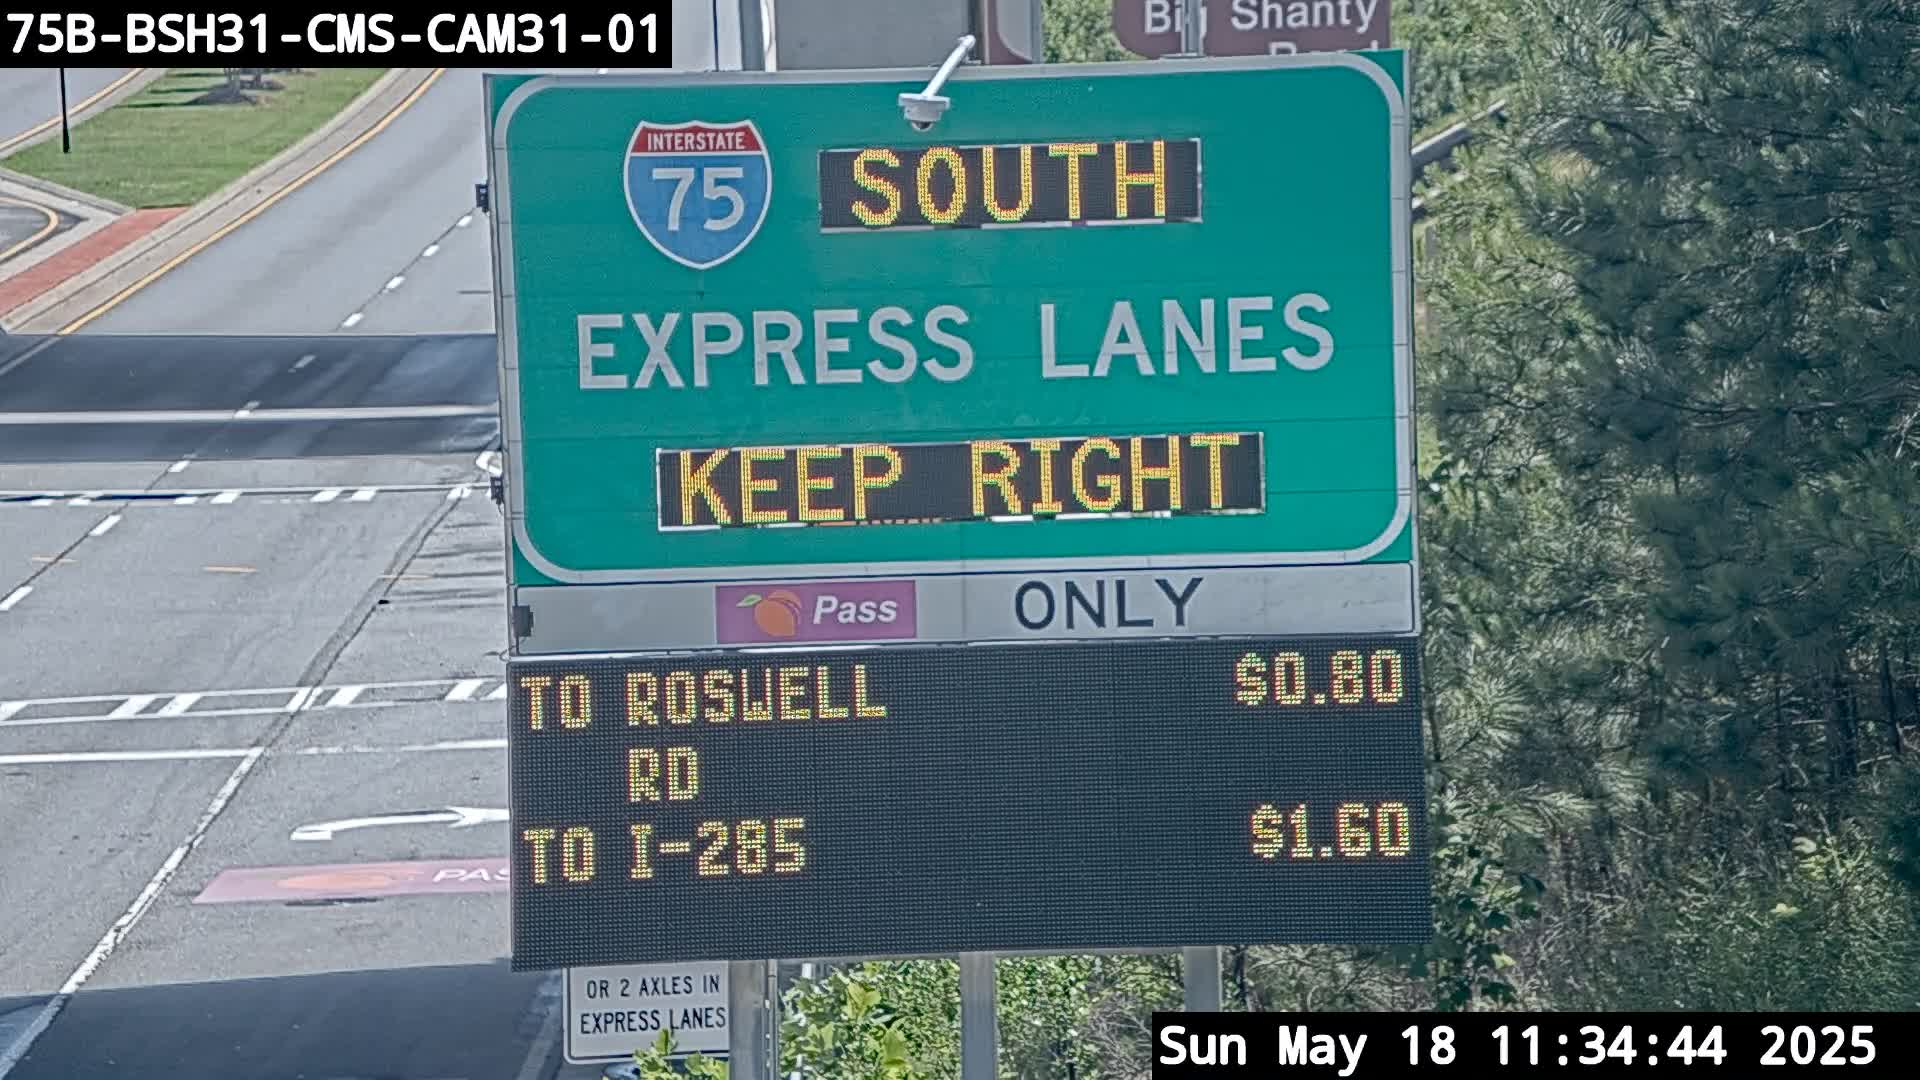 75B-BSH31-CMS-CAM31-01
Big Shanty
Road
INTERSTATE
75
SOUTH
EXPRESS LANES
KEEP RIGHT
Pass ONLY
TO ROSWELL $0.80
RD
TO I-285 $1.60
PAS
OR 2 AXLES IN
EXPRESS LANES
Sun May 18 11:34:44 2025